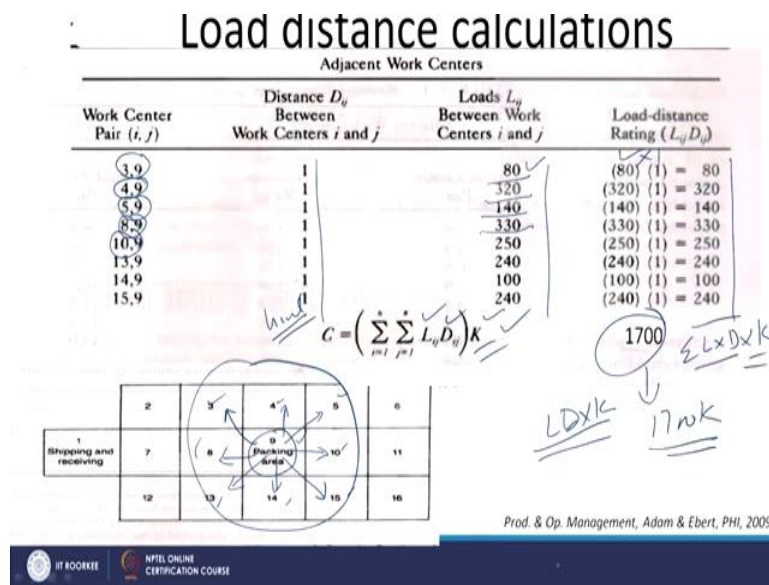 Load distance calculations
Adjacent Work Centers
Work Center Pair (i, j)
Distance Dij Between Work Centers i and j
Loads Lij Between Work Centers i and j
Load-distance Rating (LijDij)
3,9 1 80 (80) (1) = 80
4,9 1 320 (320) (1) = 320
5,9 1 140 (140) (1) = 140
8,9 1 330 (330) (1) = 330
10,9 1 250 (250) (1) = 250
13,9 1 240 (240) (1) = 240
14,9 1 100 (100) (1) = 100
15,9 1 240 (240) (1) = 240
C = ( Σ Σ LijDij ) K
1700
ΣL×D×K
LD×K
1700K
2 3 4 5 6
1 Shipping and receiving 7 8 9 Packing area 10 11
12 13 14 15 16
Prod. & Op. Management, Adam & Ebert, PHI, 2009
IIT ROORKEE
NPTEL ONLINE
CERTIFICATION COURSE